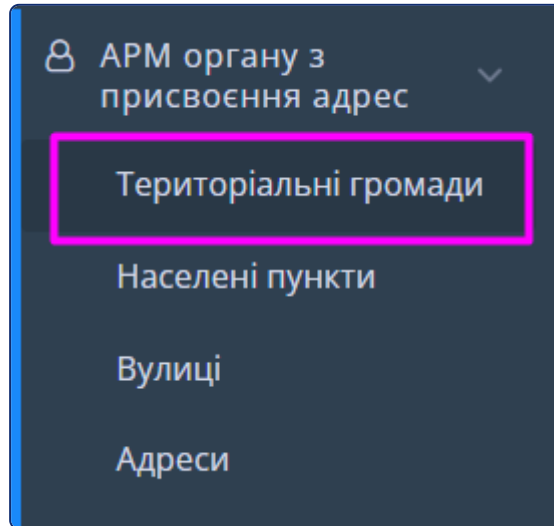 АРМ органу з
присвоєння адрес
Територіальні громади
Населені пункти
Вулиці
Адреси